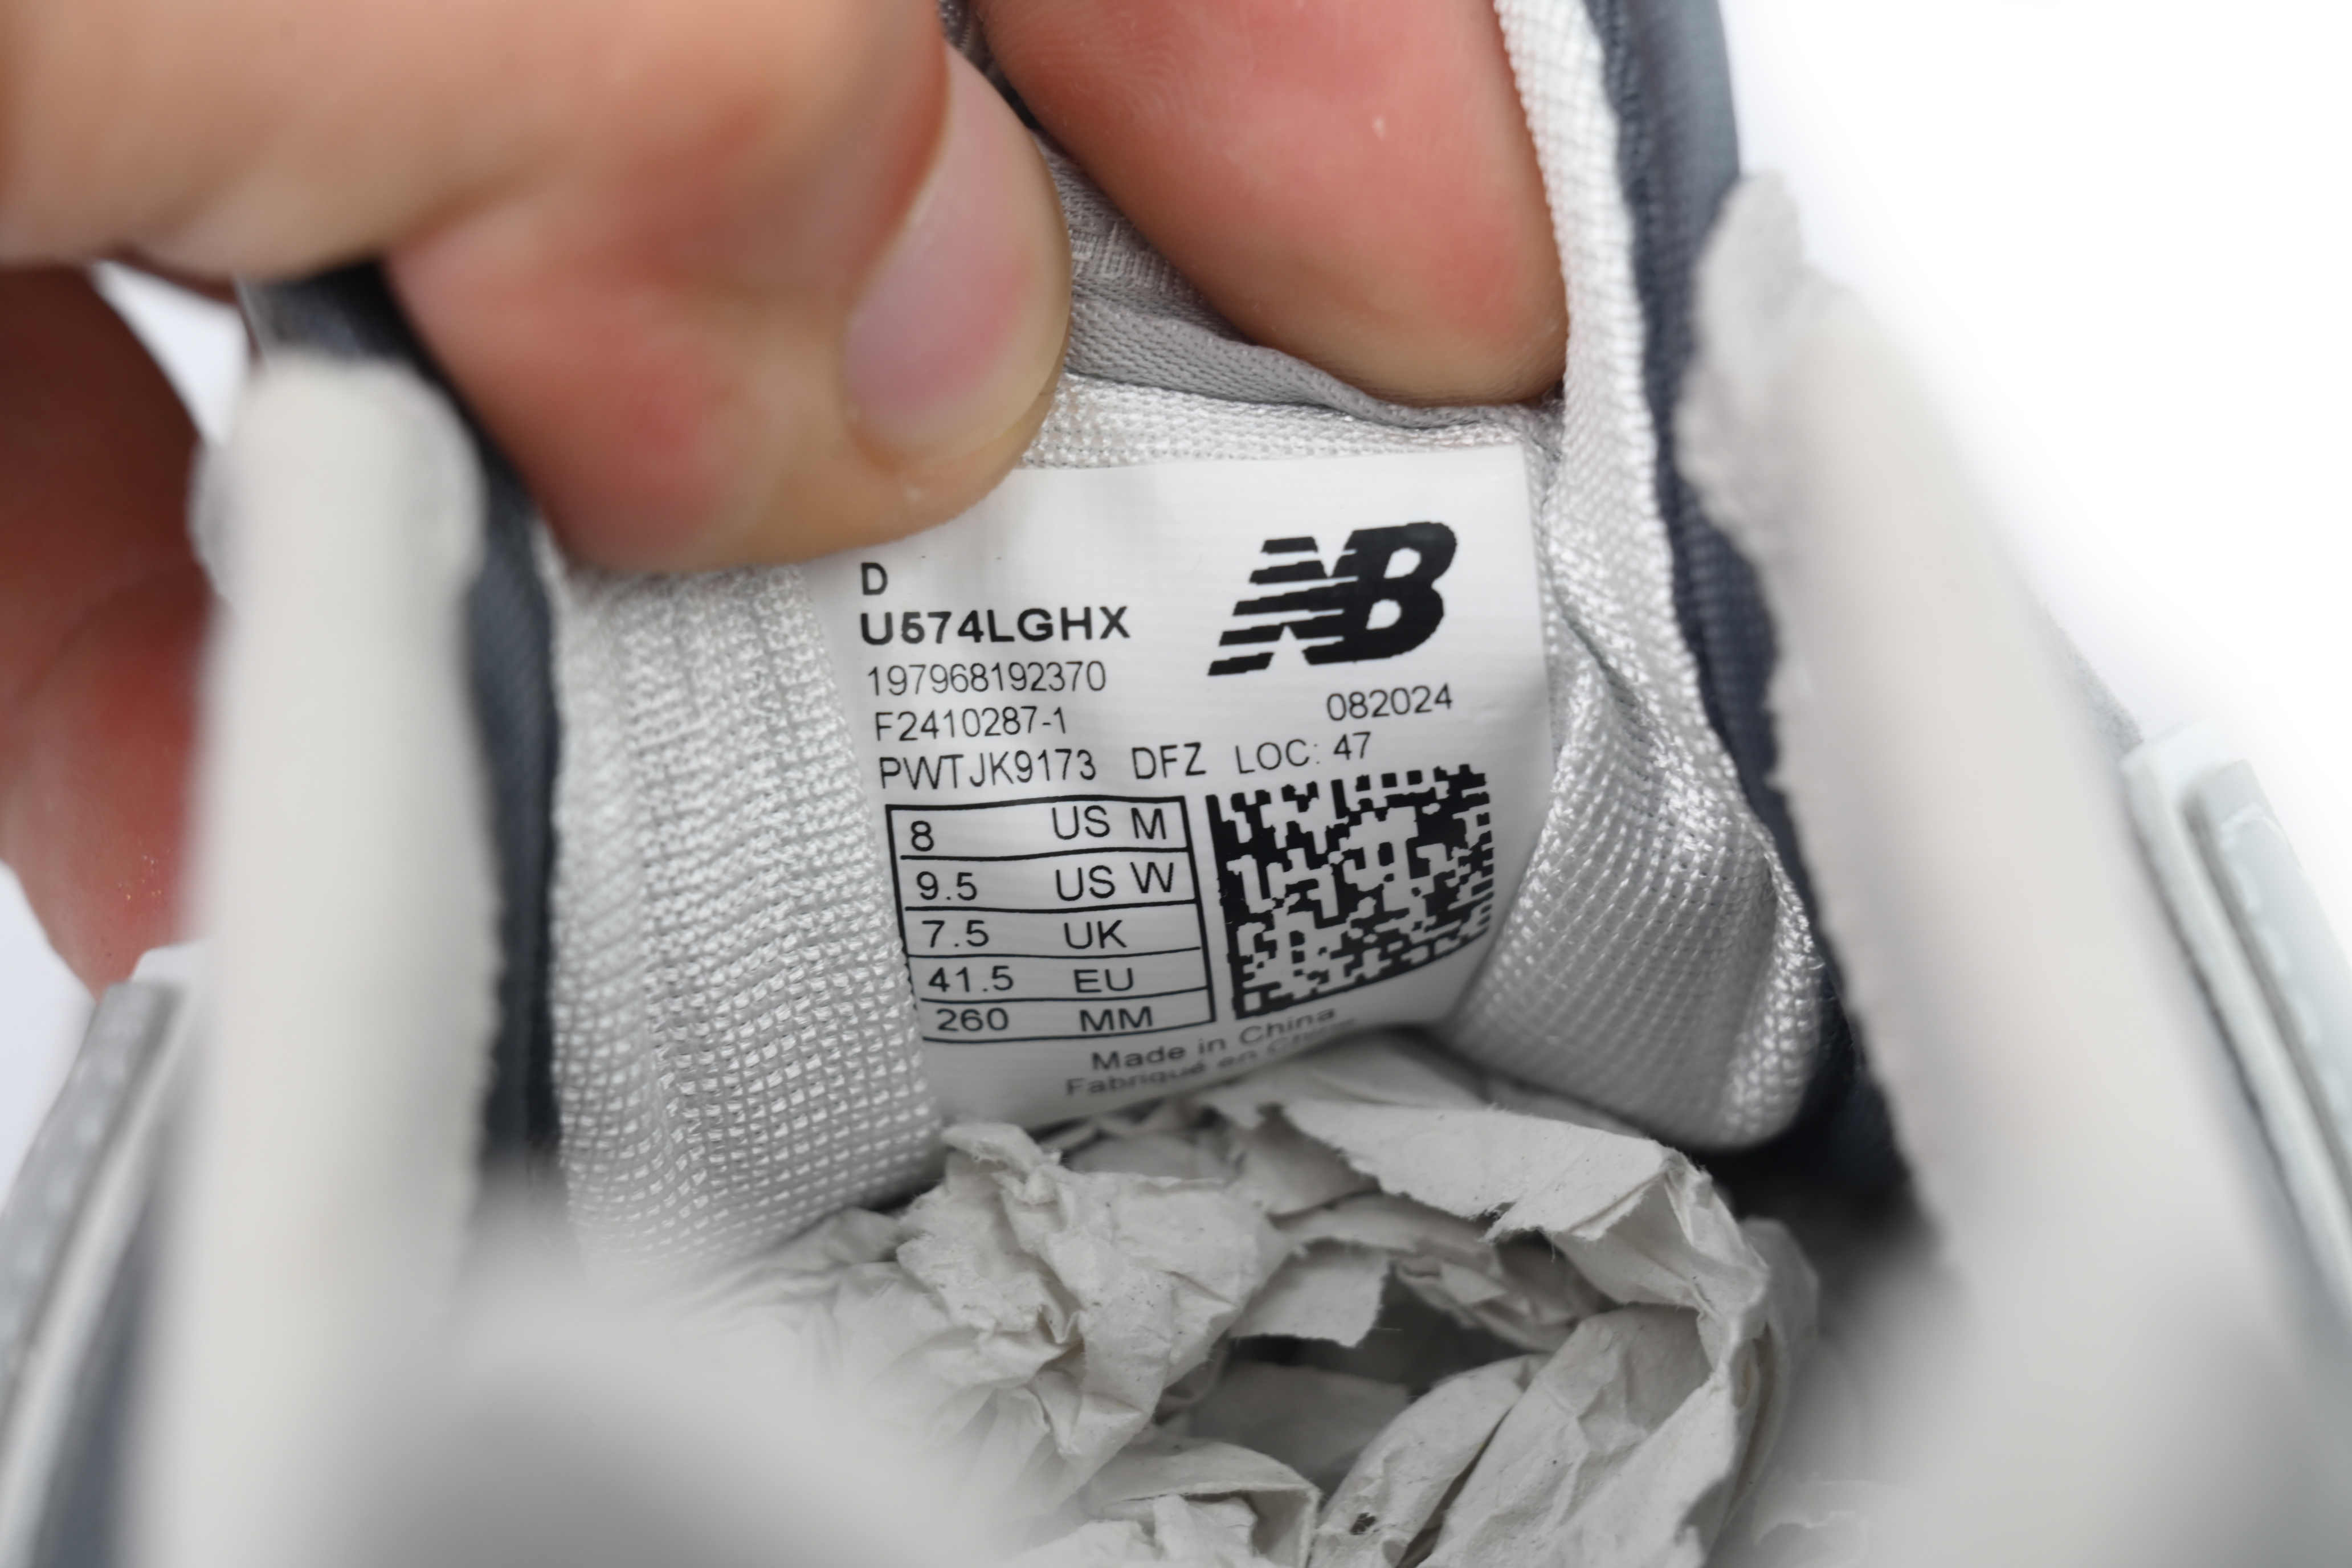 D
U574LGHX
NB
197968192370
F2410287-1
082024
PWTJK9173 DFZ LOC: 47
8 US M
9.5 US W
7.5 UK
41.5 EU
260 MM
Made in China
Fabriqué en